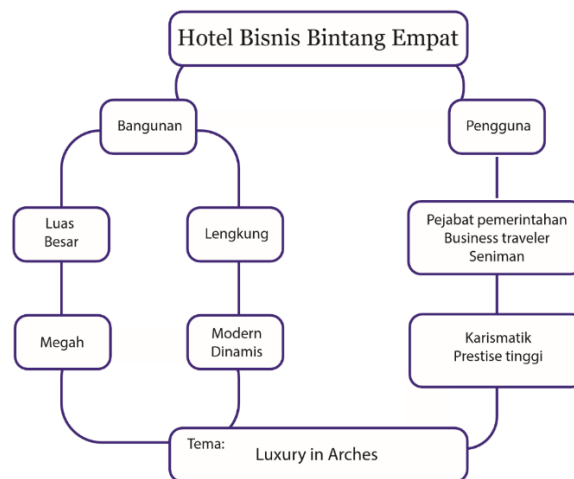 Hotel Bisnis Bintang Empat
Bangunan
Pengguna
Luas
Besar
Lengkung
Pejabat pemerintahan
Business traveler
Seniman
Megah
Modern
Dinamis
Karismatik
Prestise tinggi
Tema:
Luxury in Arches